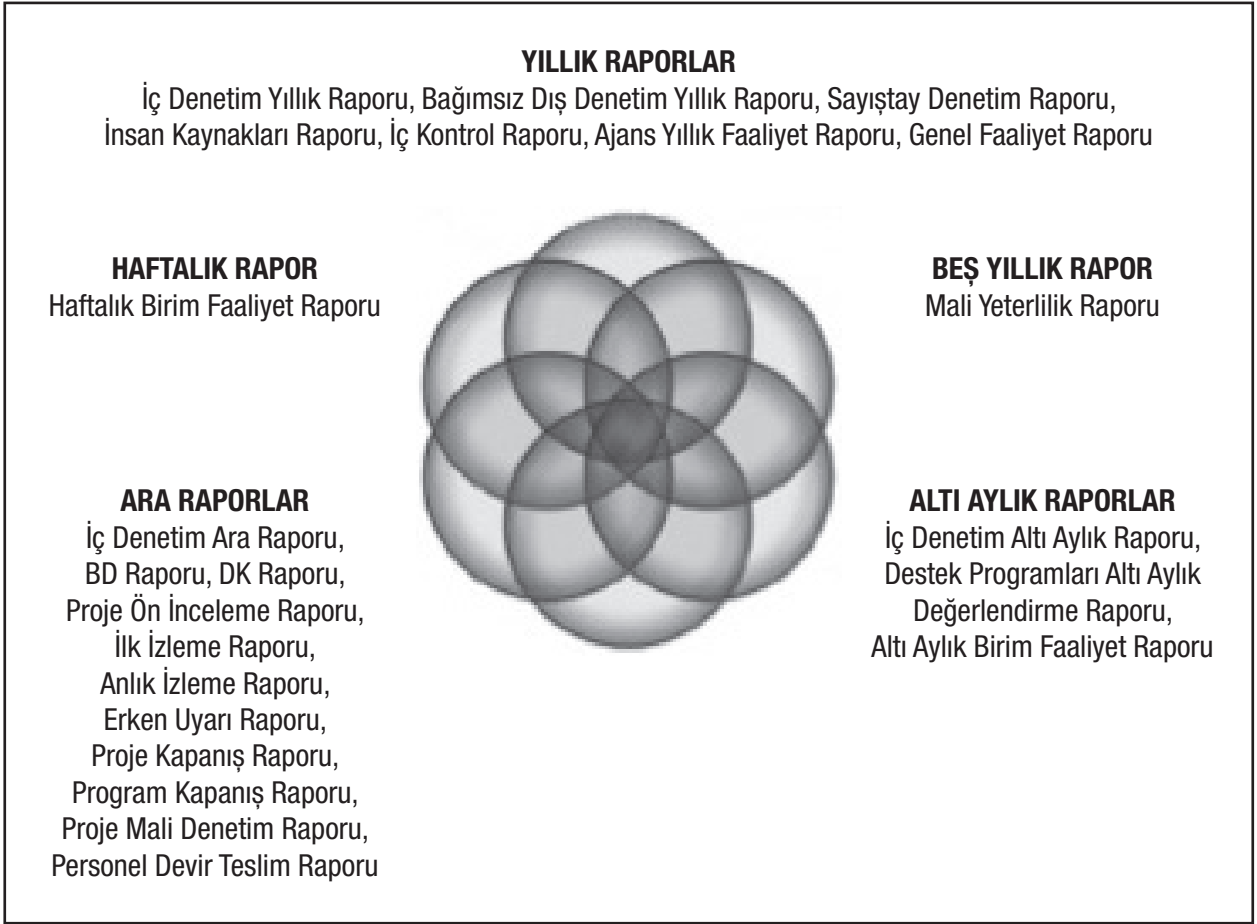 YILLIK RAPORLAR
İç Denetim Yıllık Raporu, Bağımsız Dış Denetim Yıllık Raporu, Sayıştay Denetim Raporu,
İnsan Kaynakları Raporu, İç Kontrol Raporu, Ajans Yıllık Faaliyet Raporu, Genel Faaliyet Raporu
HAFTALIK RAPOR
Haftalık Birim Faaliyet Raporu
BEŞ YILLIK RAPOR
Mali Yeterlilik Raporu
ARA RAPORLAR
İç Denetim Ara Raporu,
BD Raporu, DK Raporu,
Proje Ön İnceleme Raporu,
İlk İzleme Raporu,
Anlık İzleme Raporu,
Erken Uyarı Raporu,
Proje Kapanış Raporu,
Program Kapanış Raporu,
Proje Mali Denetim Raporu,
Personel Devir Teslim Raporu
ALTI AYLIK RAPORLAR
İç Denetim Altı Aylık Raporu,
Destek Programları Altı Aylık
Değerlendirme Raporu,
Altı Aylık Birim Faaliyet Raporu